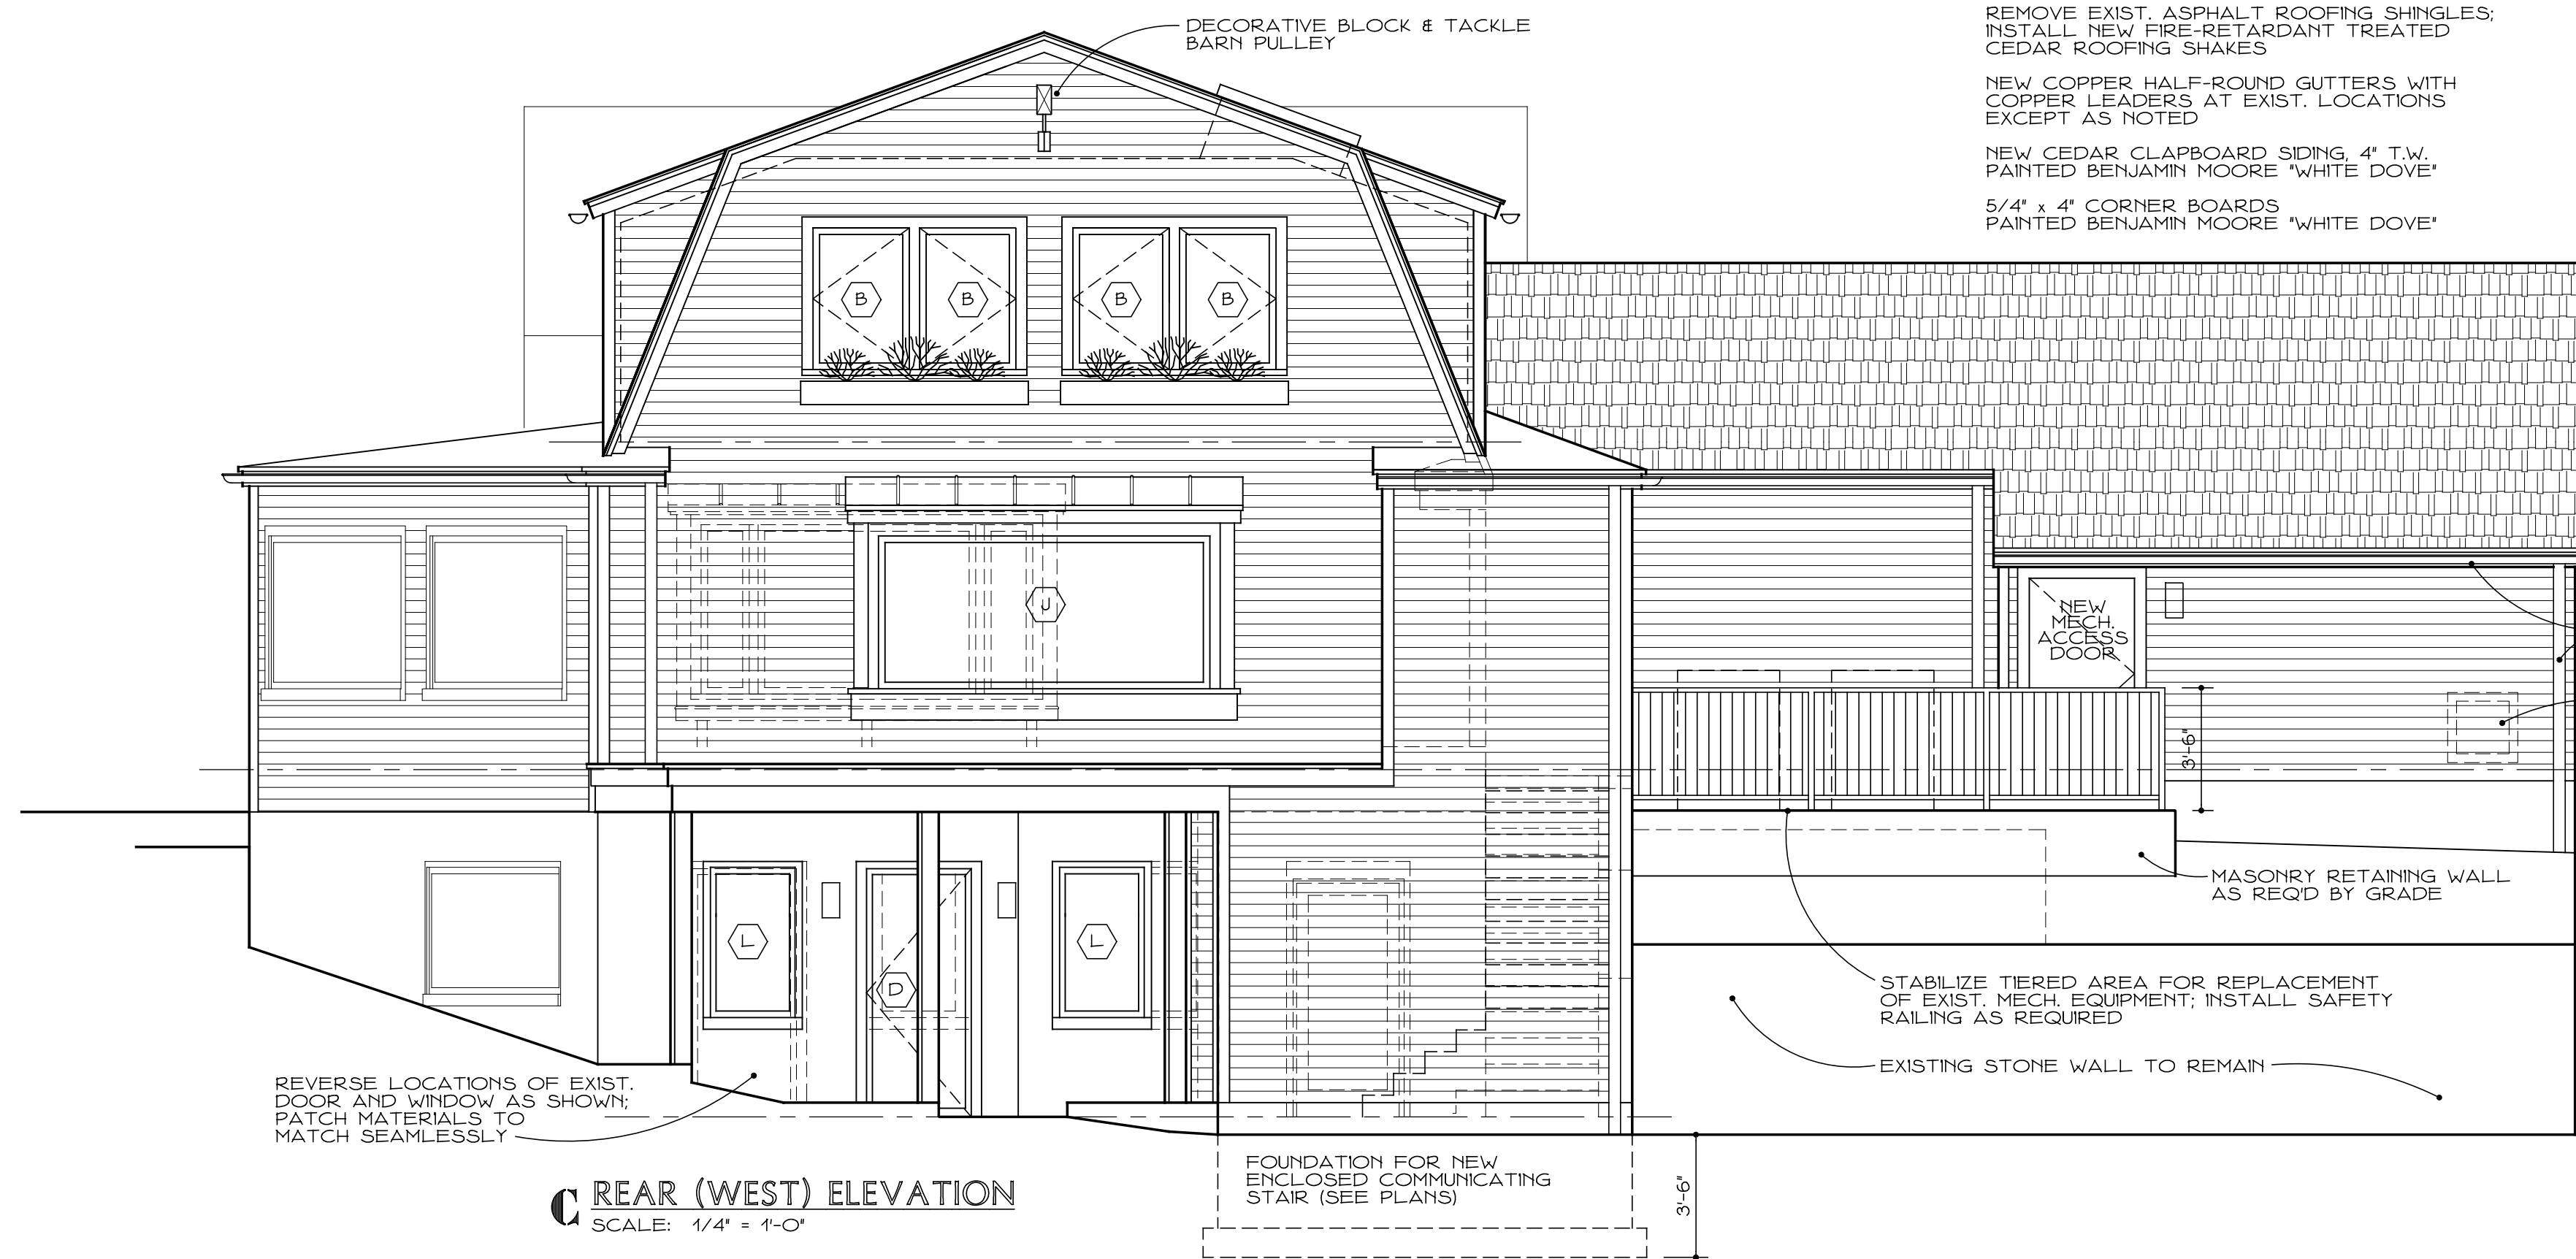 DECORATIVE BLOCK & TACKLE
BARN PULLEY
REMOVE EXIST. ASPHALT ROOFING SHINGLES;
INSTALL NEW FIRE-RETARDANT TREATED
CEDAR ROOFING SHAKES
NEW COPPER HALF-ROUND GUTTERS WITH
COPPER LEADERS AT EXIST. LOCATIONS
EXCEPT AS NOTED
NEW CEDAR CLAPBOARD SIDING, 4" T.W.
PAINTED BENJAMIN MOORE "WHITE DOVE"
5/4" x 4" CORNER BOARDS
PAINTED BENJAMIN MOORE "WHITE DOVE"
B
B
B
B
J
NEW
MECH.
ACCESS
DOOR
3'-6"
MASONRY RETAINING WALL
AS REQ'D BY GRADE
L
D
L
STABILIZE TIERED AREA FOR REPLACEMENT
OF EXIST. MECH. EQUIPMENT; INSTALL SAFETY
RAILING AS REQUIRED
EXISTING STONE WALL TO REMAIN
REVERSE LOCATIONS OF EXIST.
DOOR AND WINDOW AS SHOWN;
PATCH MATERIALS TO
MATCH SEAMLESSLY
FOUNDATION FOR NEW
ENCLOSED COMMUNICATING
STAIR (SEE PLANS)
3'-6"
C REAR (WEST) ELEVATION
SCALE: 1/4" = 1'-0"